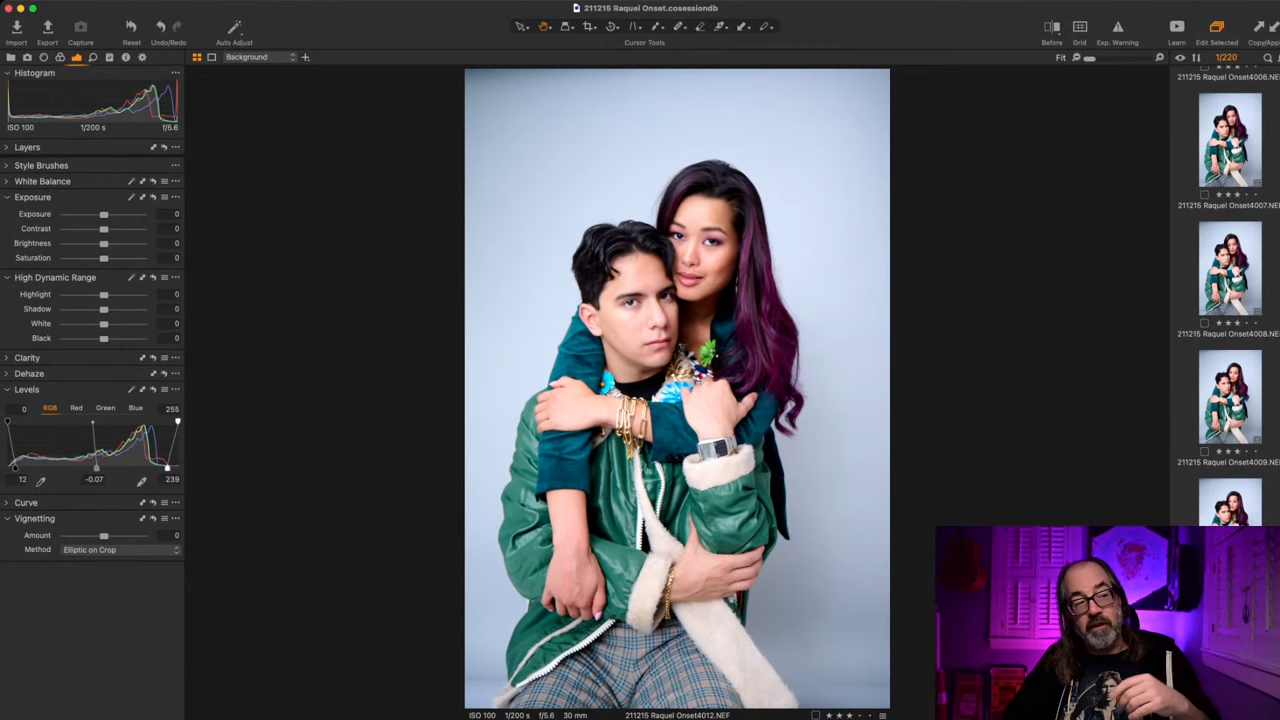 211215 Raquel Onset.cosessiondb
Import
Export
Capture
Reset
Undo/Redo
Auto Adjust
Cursor Tools
Before
Grid
Exp. Warning
Learn
Edit Selected
Copy/Ap
Background
Fit
1/220
Histogram
ISO 100 1/200 s f/5.6
Layers
Style Brushes
White Balance
Exposure
Exposure 0
Contrast 0
Brightness 0
Saturation 0
High Dynamic Range
Highlight 0
Shadow 0
White 0
Black 0
Clarity
Dehaze
Levels
0 RGB Red Green Blue 255
12 -0.07 239
Curve
Vignetting
Amount 0
Method Elliptic on Crop
211215 Raquel Onset4006.NEF
211215 Raquel Onset4007.NEF
211215 Raquel Onset4008.NEF
211215 Raquel Onset4009.NEF
ISO 100 1/200 s f/5.6 30 mm 211215 Raquel Onset4012.NEF